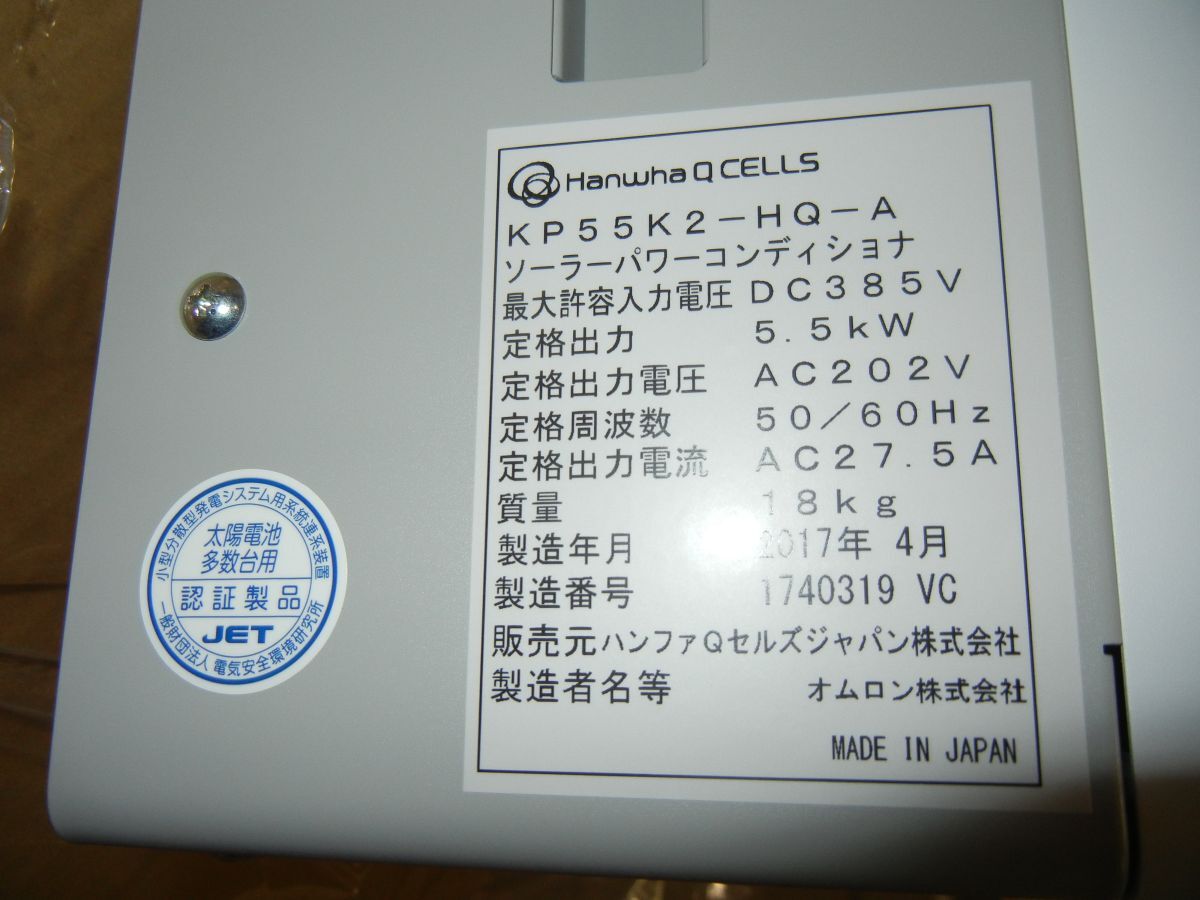 Hanwha Q CELLS
KP55K2-HQ-A
ソーラーパワーコンディショナ
最大許容入力電圧 DC385V
定格出力 5.5kW
定格出力電圧 AC202V
定格周波数 50/60Hz
定格出力電流 AC27.5A
質量 18kg
製造年月 2017年 4月
製造番号 1740319 VC
販売元 ハンファQセルズジャパン株式会社
製造者名等 オムロン株式会社
MADE IN JAPAN
小型分散型発電システム用系統連系装置
太陽電池
多数台用
認証製品
JET
一般財団法人 電気安全環境研究所